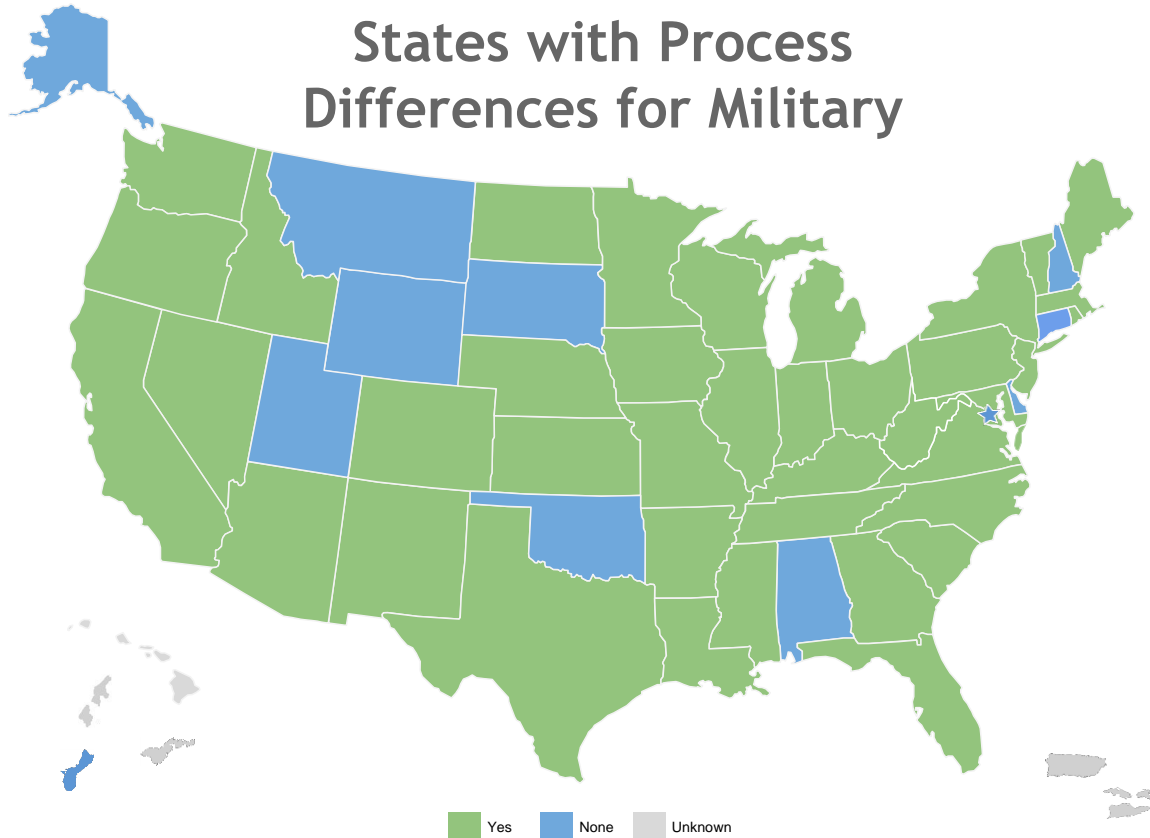 States with Process
Differences for Military
Yes
None
Unknown